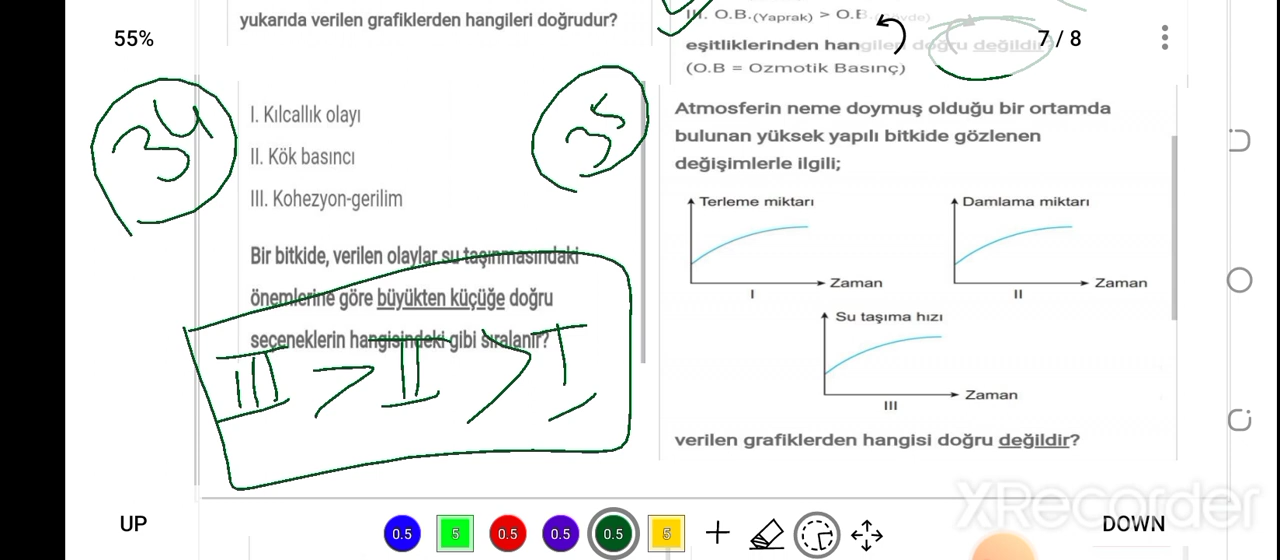 yukarıda verilen grafiklerden hangileri doğrudur?
55%
34
I. Kılcallık olayı
II. Kök basıncı
III. Kohezyon-gerilim
Bir bitkide, verilen olaylar su taşınmasındaki
önemlerine göre büyükten küçüğe doğru
seçeneklerin hangisindeki gibi sıralanır?
III > II > I
III. O.B.(Yaprak) > O.B.
eşitliklerinden hangileri doğru değildir
(O.B = Ozmotik Basınç)
7 / 8
35
Atmosferin neme doymuş olduğu bir ortamda
bulunan yüksek yapılı bitkide gözlenen
değişimlerle ilgili;
Terleme miktarı
Zaman
I
Damlama miktarı
Zaman
II
Su taşıma hızı
Zaman
III
verilen grafiklerden hangisi doğru değildir?
UP
0.5
5
0.5
0.5
0.5
5
DOWN
XRecorder